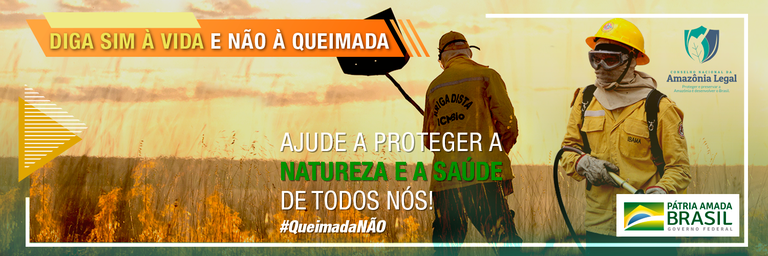 DIGA SIM À VIDA E NÃO À QUEIMADA
CONSELHO NACIONAL DA
Amazônia Legal
BRIGADISTA
ICMBio
IBAMA
AJUDE A PROTEGER A
NATUREZA E A SAÚDE
DE TODOS NÓS!
#QueimadaNÃO
PÁTRIA AMADA
BRASIL
GOVERNO FEDERAL